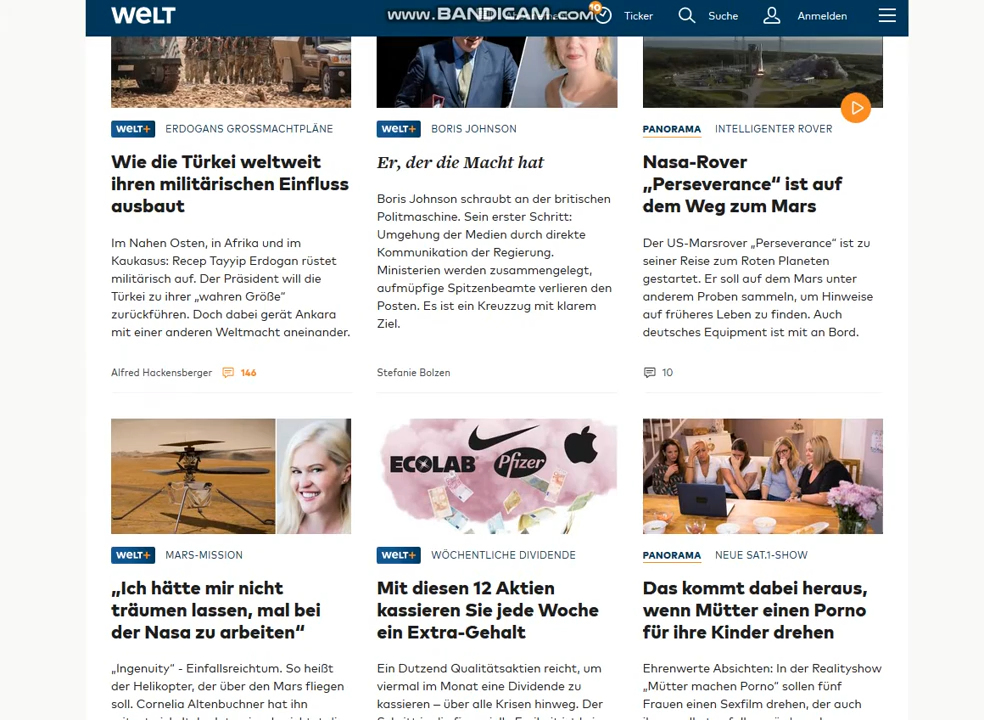 WELT
www.BANDICAM.COM
10
Ticker
Suche
Anmelden
WELT+ ERDOGANS GROSSMACHTPLÄNE
Wie die Türkei weltweit
ihren militärischen Einfluss
ausbaut
Im Nahen Osten, in Afrika und im
Kaukasus: Recep Tayyip Erdogan rüstet
militärisch auf. Der Präsident will die
Türkei zu ihrer „wahren Größe“
zurückführen. Doch dabei gerät Ankara
mit einer anderen Weltmacht aneinander.
Alfred Hackensberger 146
WELT+ BORIS JOHNSON
Er, der die Macht hat
Boris Johnson schraubt an der britischen
Politmaschine. Sein erster Schritt:
Umgehung der Medien durch direkte
Kommunikation der Regierung.
Ministerien werden zusammengelegt,
aufmüpfige Spitzenbeamte verlieren den
Posten. Es ist ein Kreuzzug mit klarem
Ziel.
Stefanie Bolzen
PANORAMA INTELLIGENTER ROVER
Nasa-Rover
„Perseverance“ ist auf
dem Weg zum Mars
Der US-Marsrover „Perseverance“ ist zu
seiner Reise zum Roten Planeten
gestartet. Er soll auf dem Mars unter
anderem Proben sammeln, um Hinweise
auf früheres Leben zu finden. Auch
deutsches Equipment ist mit an Bord.
10
WELT+ MARS-MISSION
„Ich hätte mir nicht
träumen lassen, mal bei
der Nasa zu arbeiten“
„Ingenuity“ - Einfallsreichtum. So heißt
der Helikopter, der über den Mars fliegen
soll. Cornelia Altenbuchner hat ihn
ECOLAB
Pfizer
WELT+ WÖCHENTLICHE DIVIDENDE
Mit diesen 12 Aktien
kassieren Sie jede Woche
ein Extra-Gehalt
Ein Dutzend Qualitätsaktien reicht, um
viermal im Monat eine Dividende zu
kassieren – über alle Krisen hinweg. Der
PANORAMA NEUE SAT.1-SHOW
Das kommt dabei heraus,
wenn Mütter einen Porno
für ihre Kinder drehen
Ehrenwerte Absichten: In der Realityshow
„Mütter machen Porno“ sollen fünf
Frauen einen Sexfilm drehen, der auch